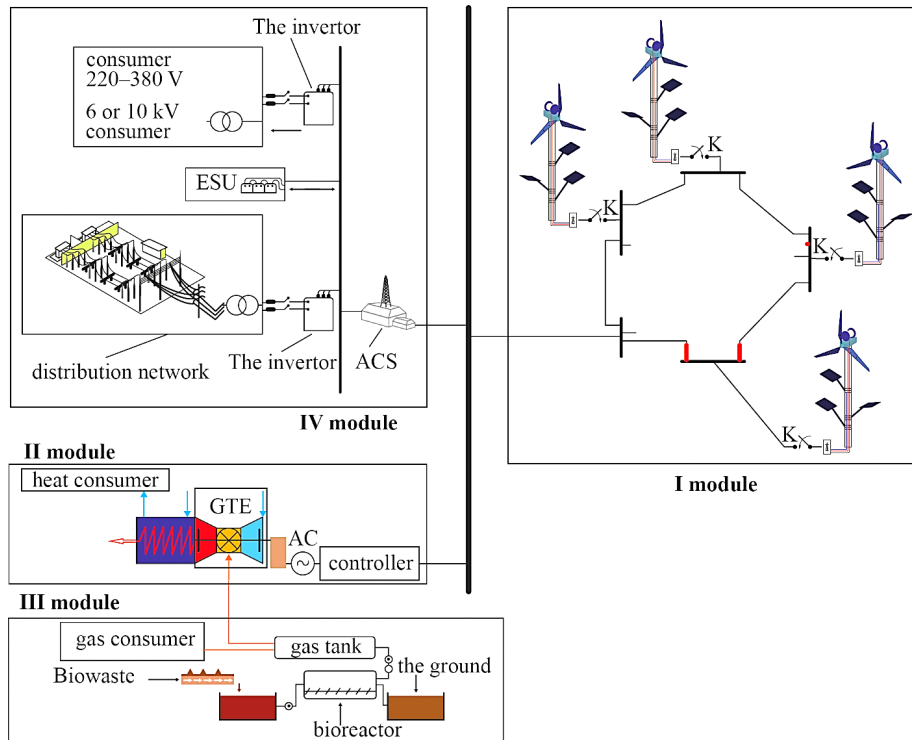 The invertor
consumer
220–380 V
6 or 10 kV
consumer
ESU
distribution network
The invertor
ACS
IV module
K
K
K
K
I module
II module
heat consumer
GTE
AC
controller
III module
gas consumer
gas tank
the ground
Biowaste
bioreactor